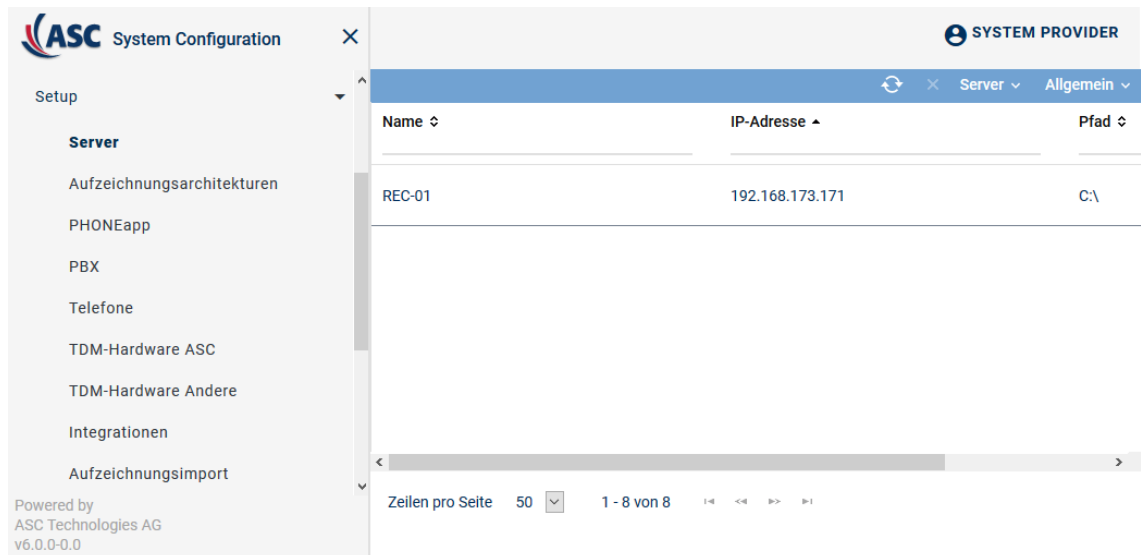 ASC System Configuration
SYSTEM PROVIDER
Setup
Server
Aufzeichnungsarchitekturen
PHONEapp
PBX
Telefone
TDM-Hardware ASC
TDM-Hardware Andere
Integrationen
Aufzeichnungsimport
Powered by
ASC Technologies AG
v6.0.0-0.0
Server Allgemein
Name IP-Adresse Pfad
REC-01 192.168.173.171 C:\
Zeilen pro Seite 50 1 - 8 von 8